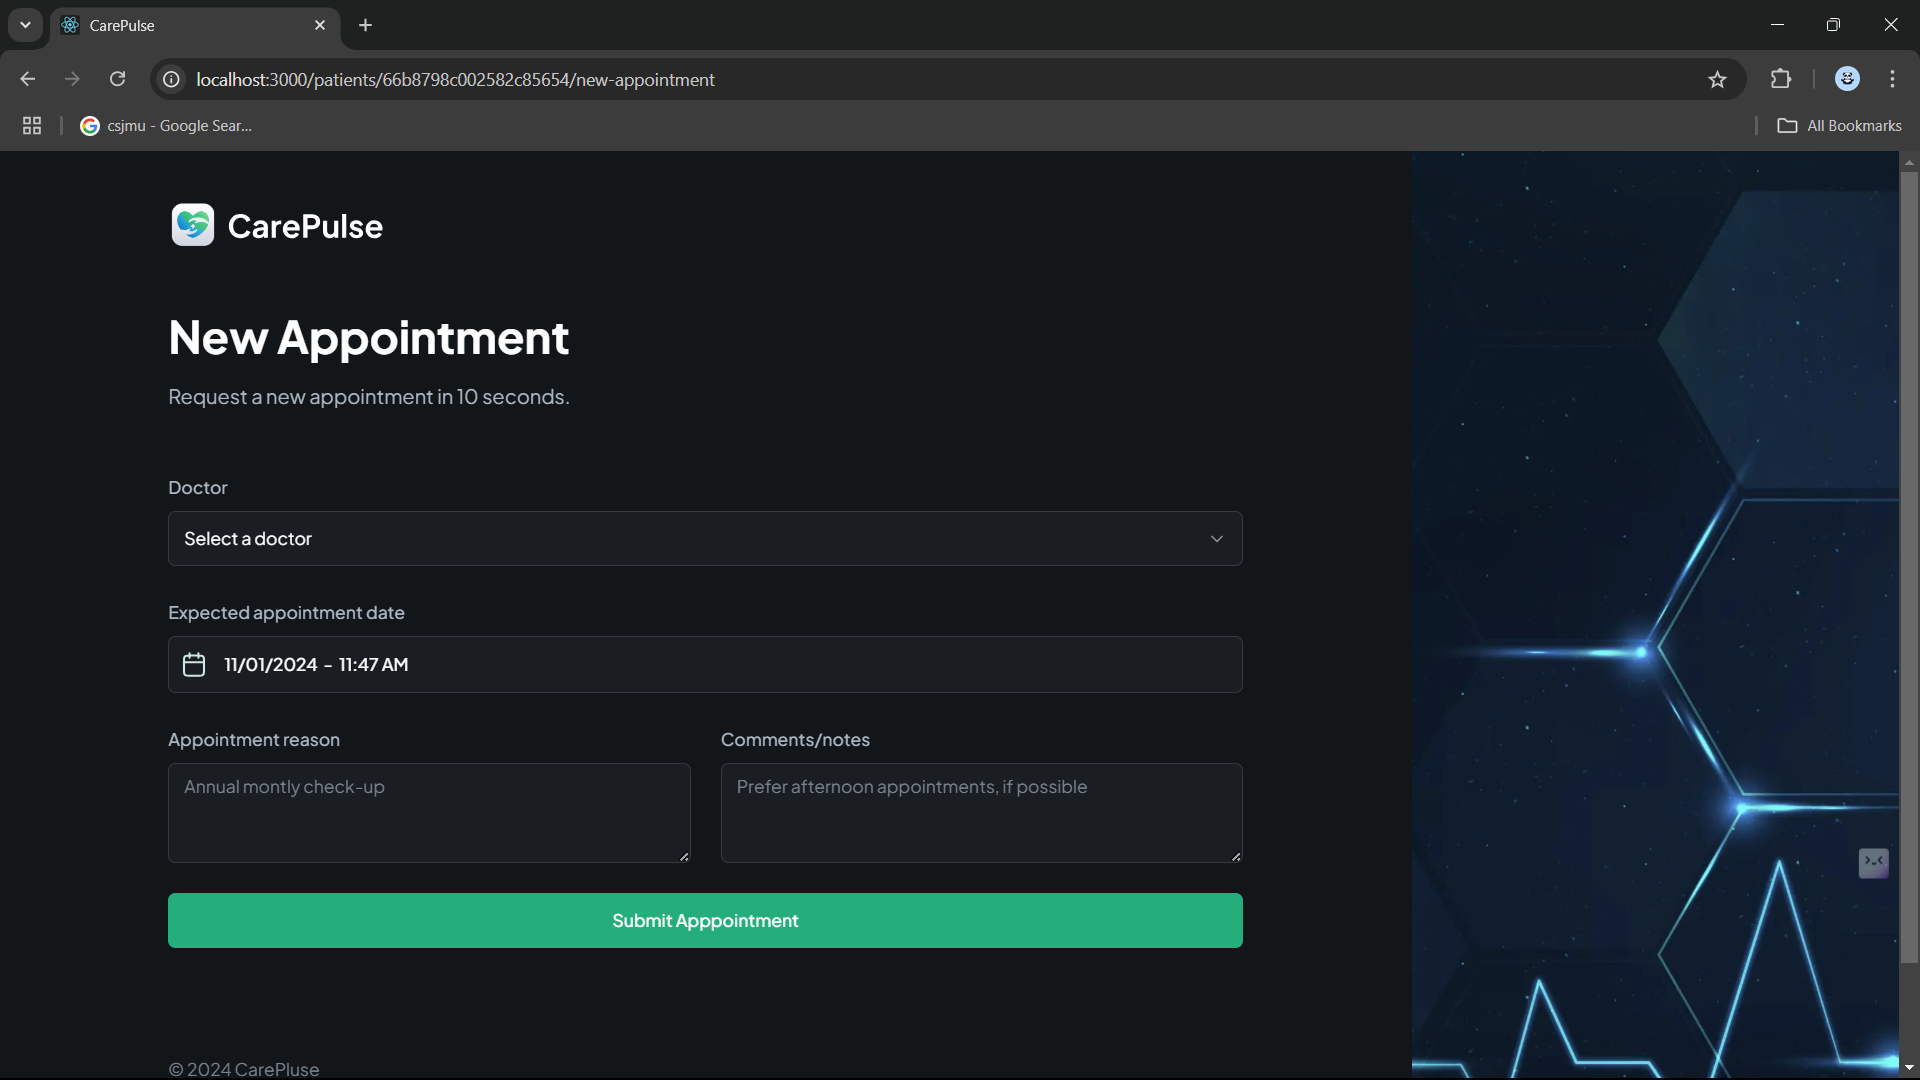 CarePulse
localhost:3000/patients/66b8798c002582c85654/new-appointment
csjmu - Google Sear...
All Bookmarks
CarePulse
New Appointment
Request a new appointment in 10 seconds.
Doctor
Select a doctor
Expected appointment date
11/01/2024 - 11:47 AM
Appointment reason
Comments/notes
Annual montly check-up
Prefer afternoon appointments, if possible
Submit Apppointment
© 2024 CarePluse